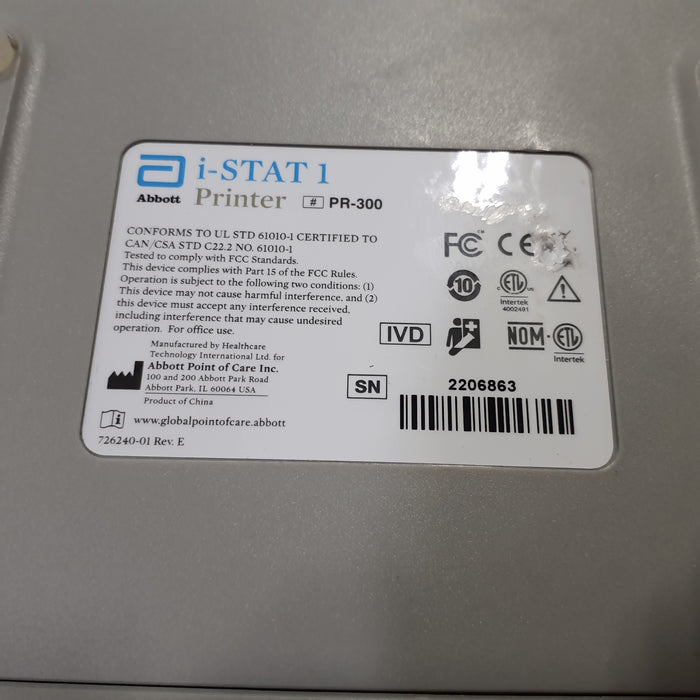 i-STAT 1
Abbott Printer # PR-300
CONFORMS TO UL STD 61010-1 CERTIFIED TO
CAN/CSA STD C22.2 NO. 61010-1
Tested to comply with FCC Standards.
This device complies with Part 15 of the FCC Rules.
Operation is subject to the following two conditions: (1)
This device may not cause harmful interference, and (2)
this device must accept any interference received,
including interference that may cause undesired
operation. For office use.
FC™ CE
10 C ETL US
Intertek
4002491
IVD NOM ETL
Intertek
Manufactured by Healthcare
Technology International Ltd. for
Abbott Point of Care Inc.
100 and 200 Abbott Park Road
Abbott Park, IL 60064 USA
Product of China
SN 2206863
i www.globalpointofcare.abbott
726240-01 Rev. E